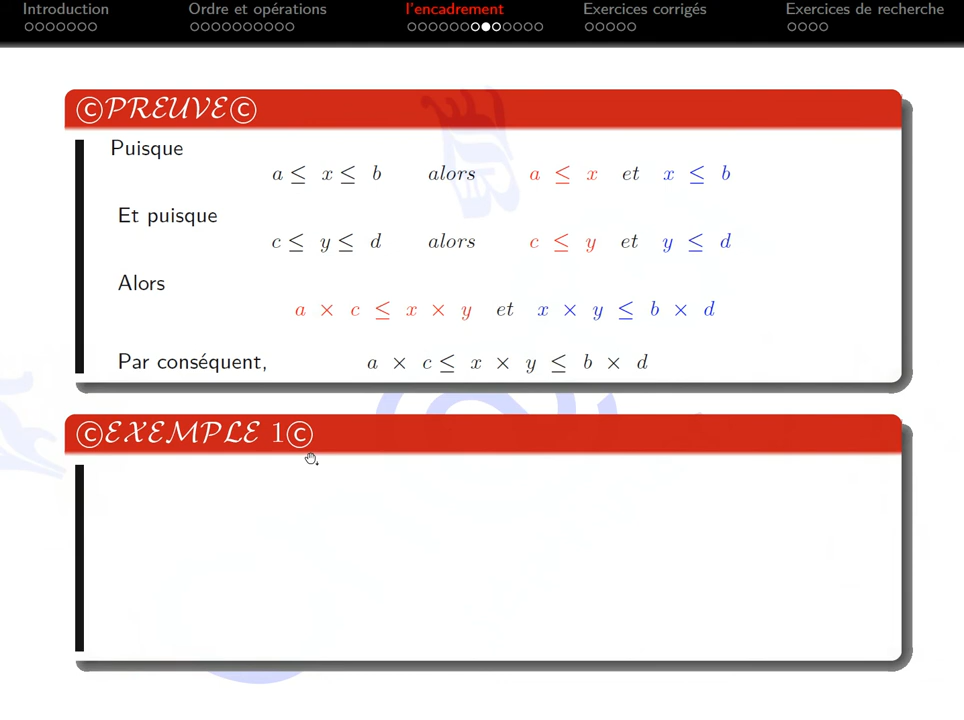 Introduction Ordre et opérations l'encadrement Exercices corrigés Exercices de recherche
©PREUVE©
Puisque
a ≤ x ≤ b alors a ≤ x et x ≤ b
Et puisque
c ≤ y ≤ d alors c ≤ y et y ≤ d
Alors
a × c ≤ x × y et x × y ≤ b × d
Par conséquent, a × c ≤ x × y ≤ b × d
©EXEMPLE 1©